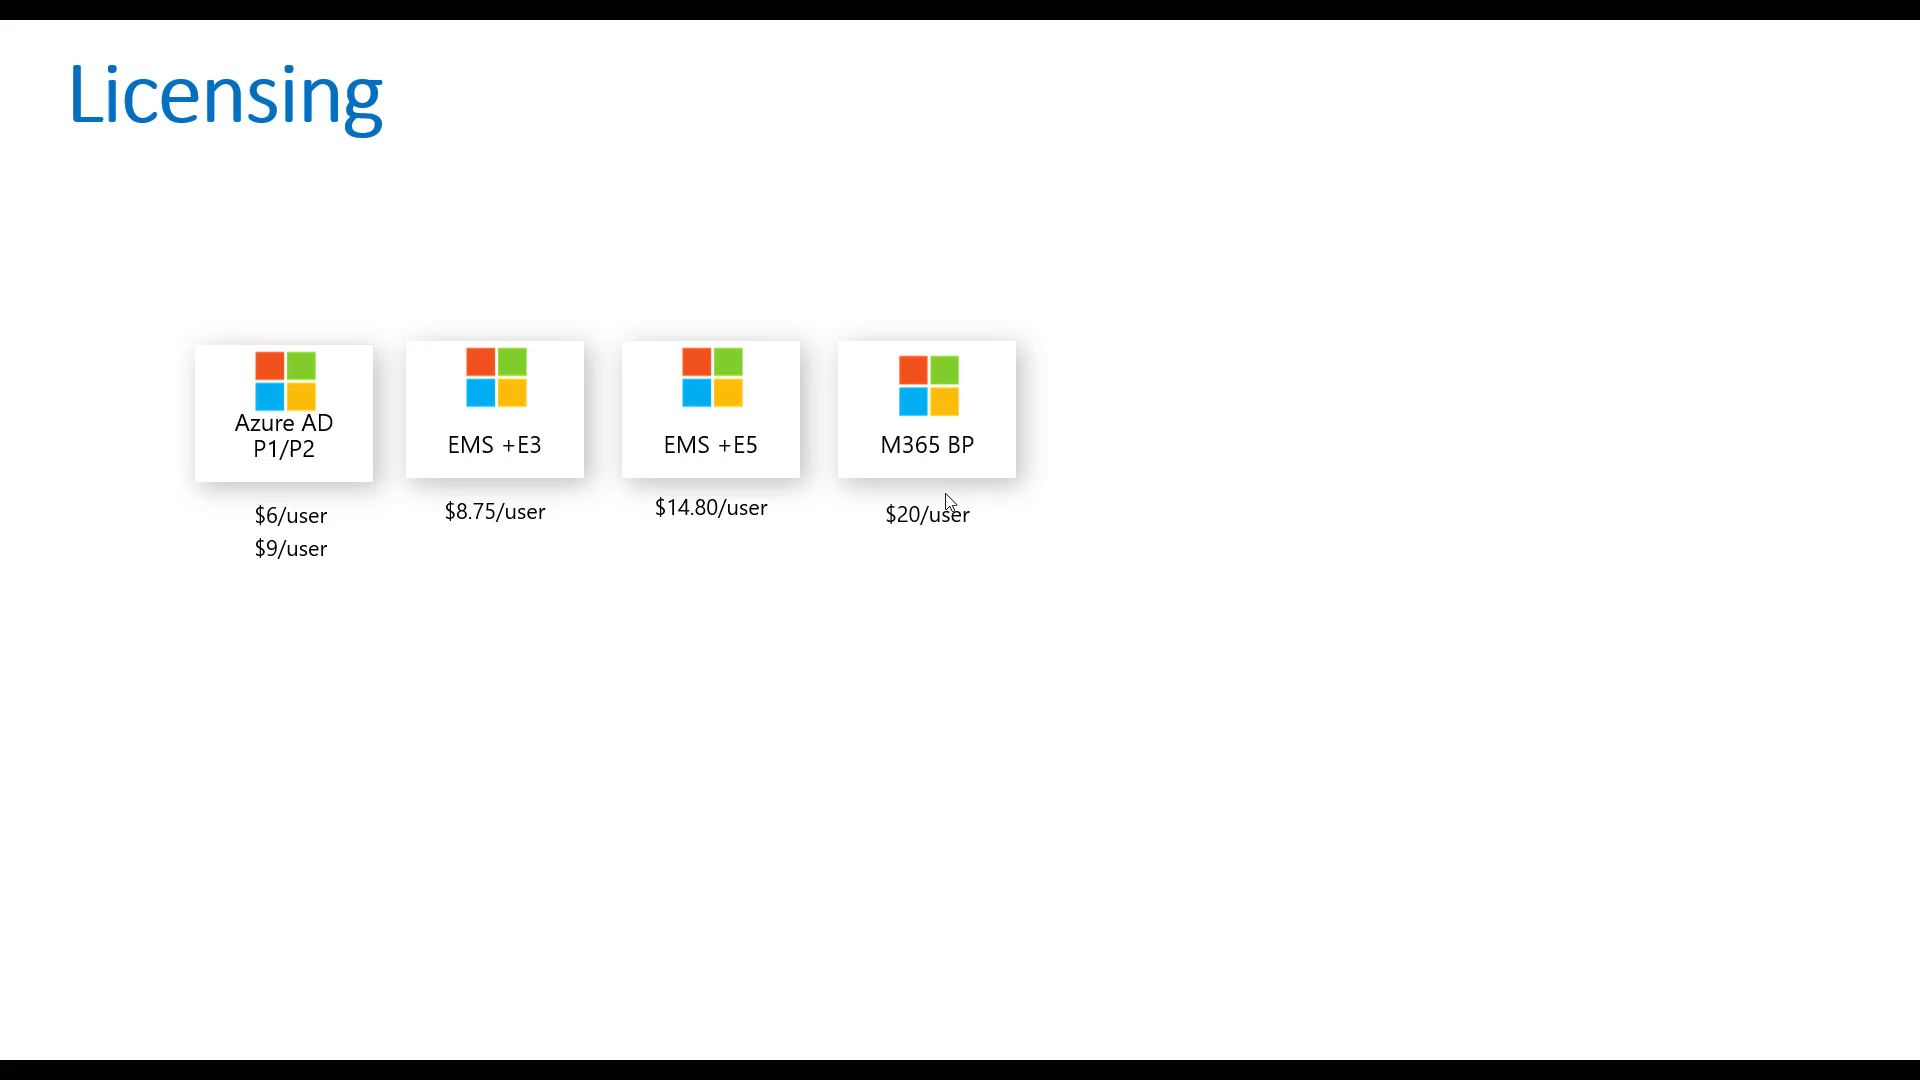 Licensing
Azure AD
P1/P2
EMS +E3
EMS +E5
M365 BP
$6/user
$9/user
$8.75/user
$14.80/user
$20/user